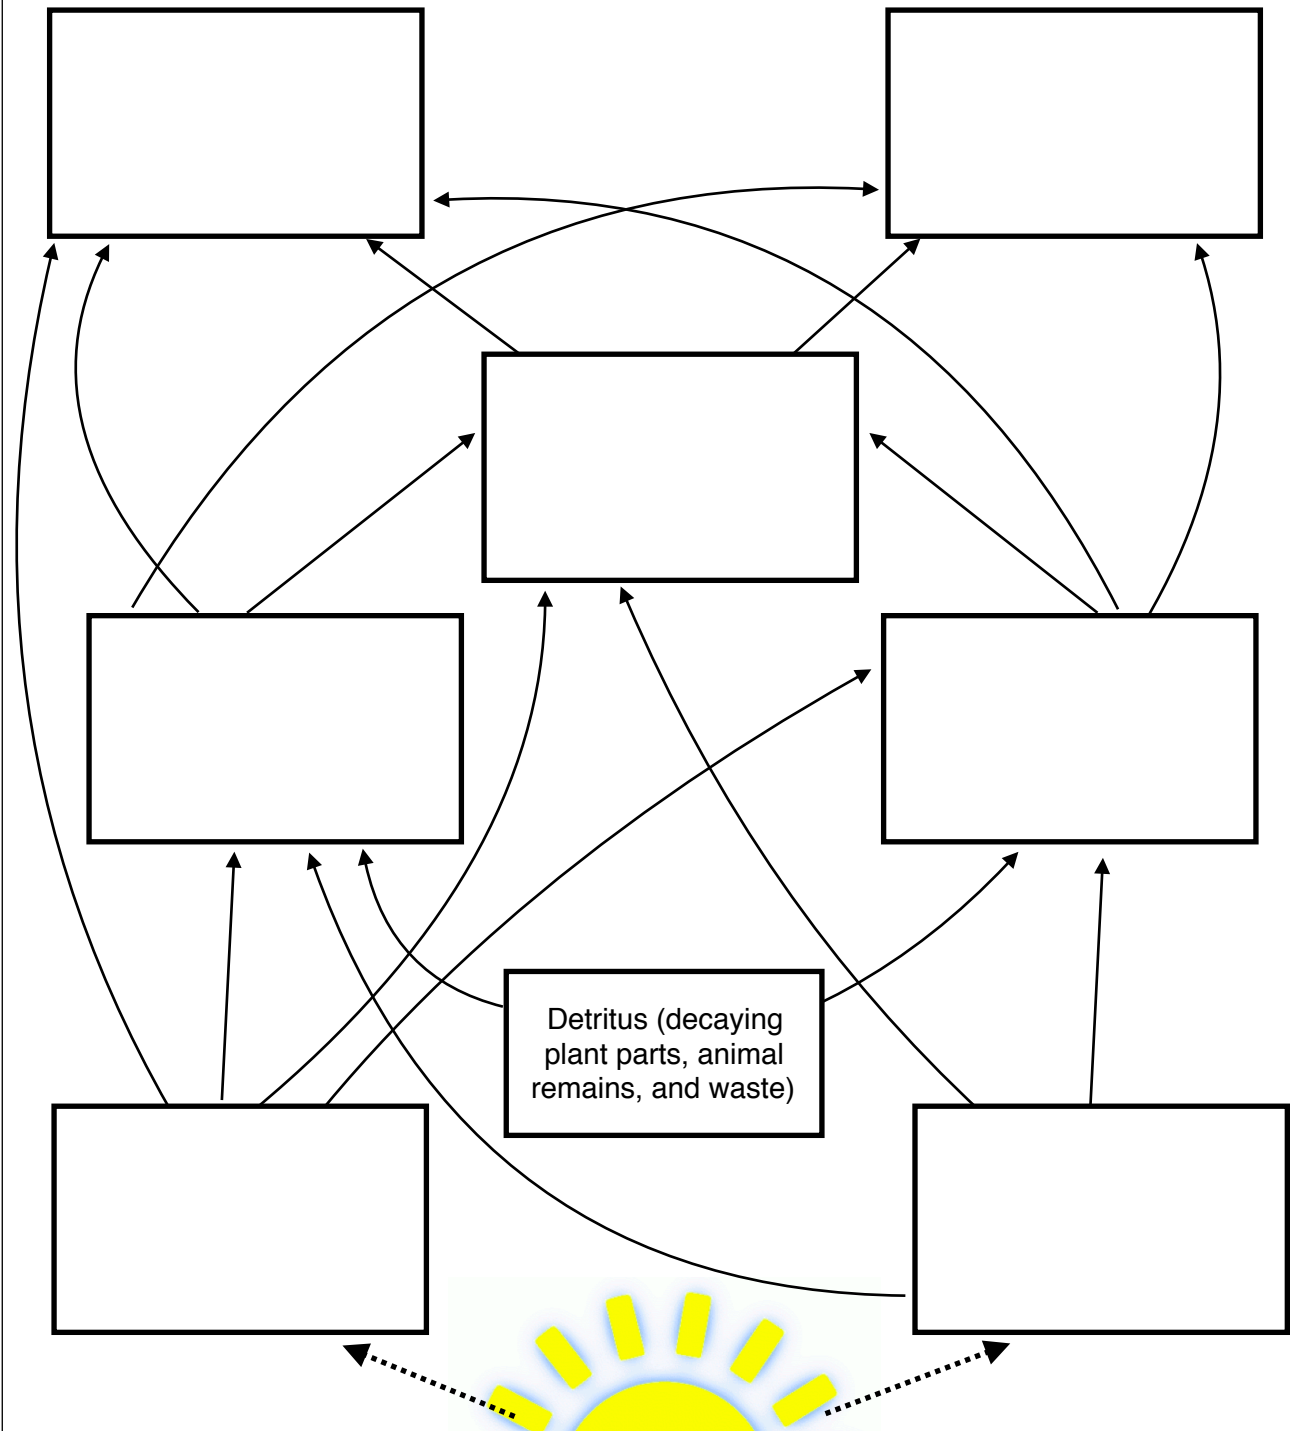 Detritus (decaying
plant parts, animal
remains, and waste)